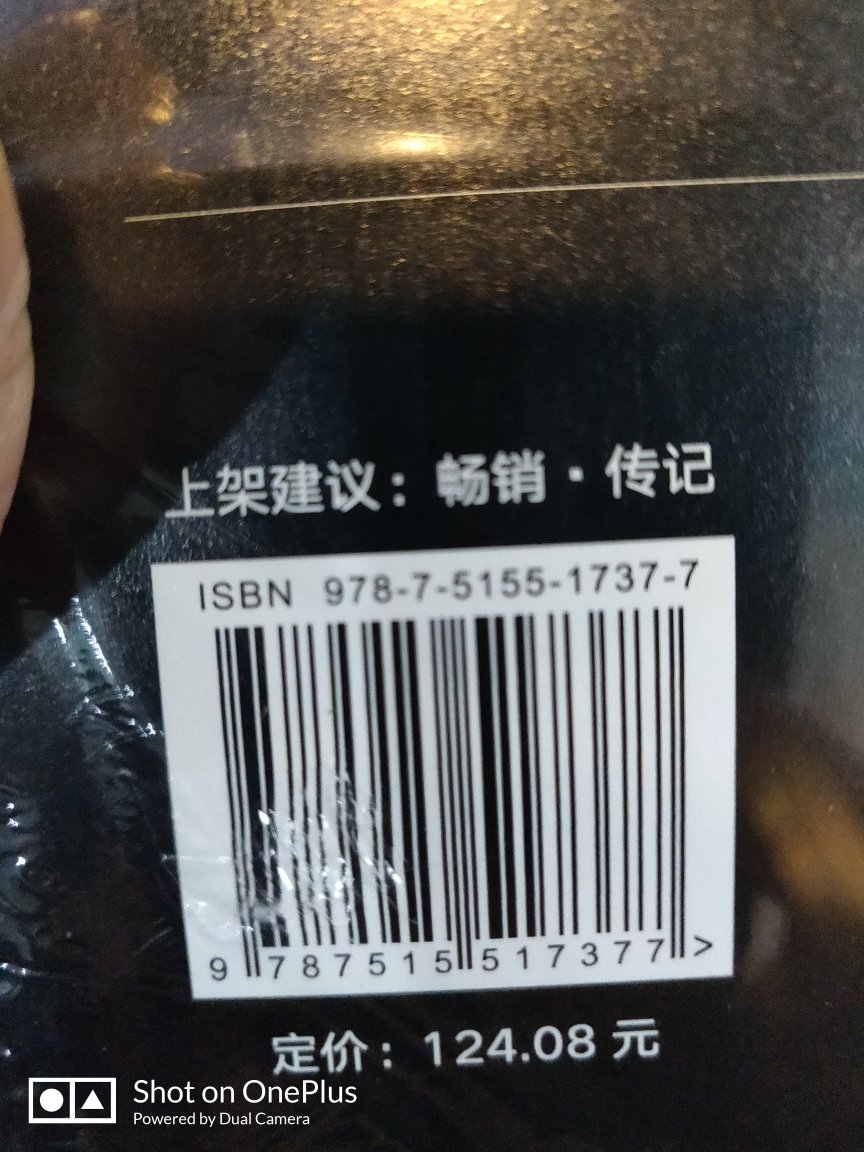 上架建议：畅销·传记
ISBN 978-7-5155-1737-7
9 787515 517377 >
定价：124.08 元
Shot on OnePlus
Powered by Dual Camera